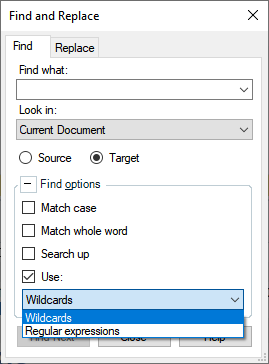 Find and Replace
Find Replace
Find what:
Look in:
Current Document
Source Target
Find options
Match case
Match whole word
Search up
Use:
Wildcards
Wildcards
Regular expressions
Find Next Close Help